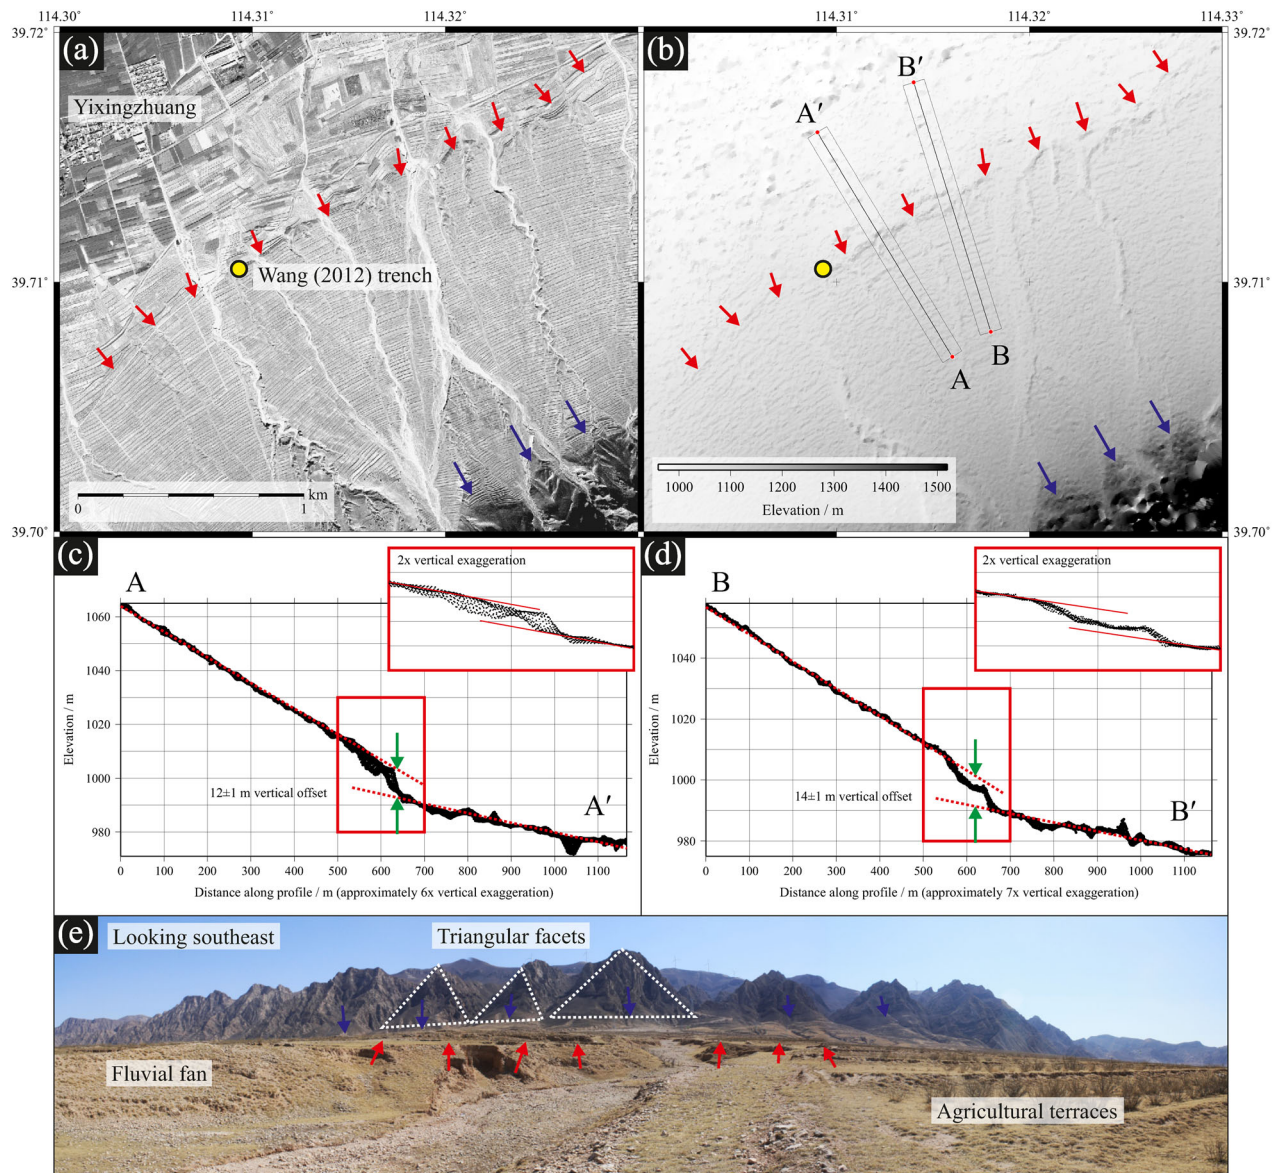 114.30°
114.31°
114.32°
114.31°
114.32°
114.33°
39.72°
39.72°
(a)
Yixingzhuang
Wang (2012) trench
39.71°
39.71°
km
0
1
39.70°
39.70°
(b)
B′
A′
B
A
1000
1100
1200
1300
1400
1500
Elevation / m
(c)
A
2x vertical exaggeration
1060
1040
1020
1000
980
Elevation / m
12±1 m vertical offset
A′
0
100
200
300
400
500
600
700
800
900
1000
1100
Distance along profile / m (approximately 6x vertical exaggeration)
(d)
B
2x vertical exaggeration
1040
1020
1000
980
Elevation / m
14±1 m vertical offset
B′
0
100
200
300
400
500
600
700
800
900
1000
1100
Distance along profile / m (approximately 7x vertical exaggeration)
(e)
Looking southeast
Triangular facets
Fluvial fan
Agricultural terraces